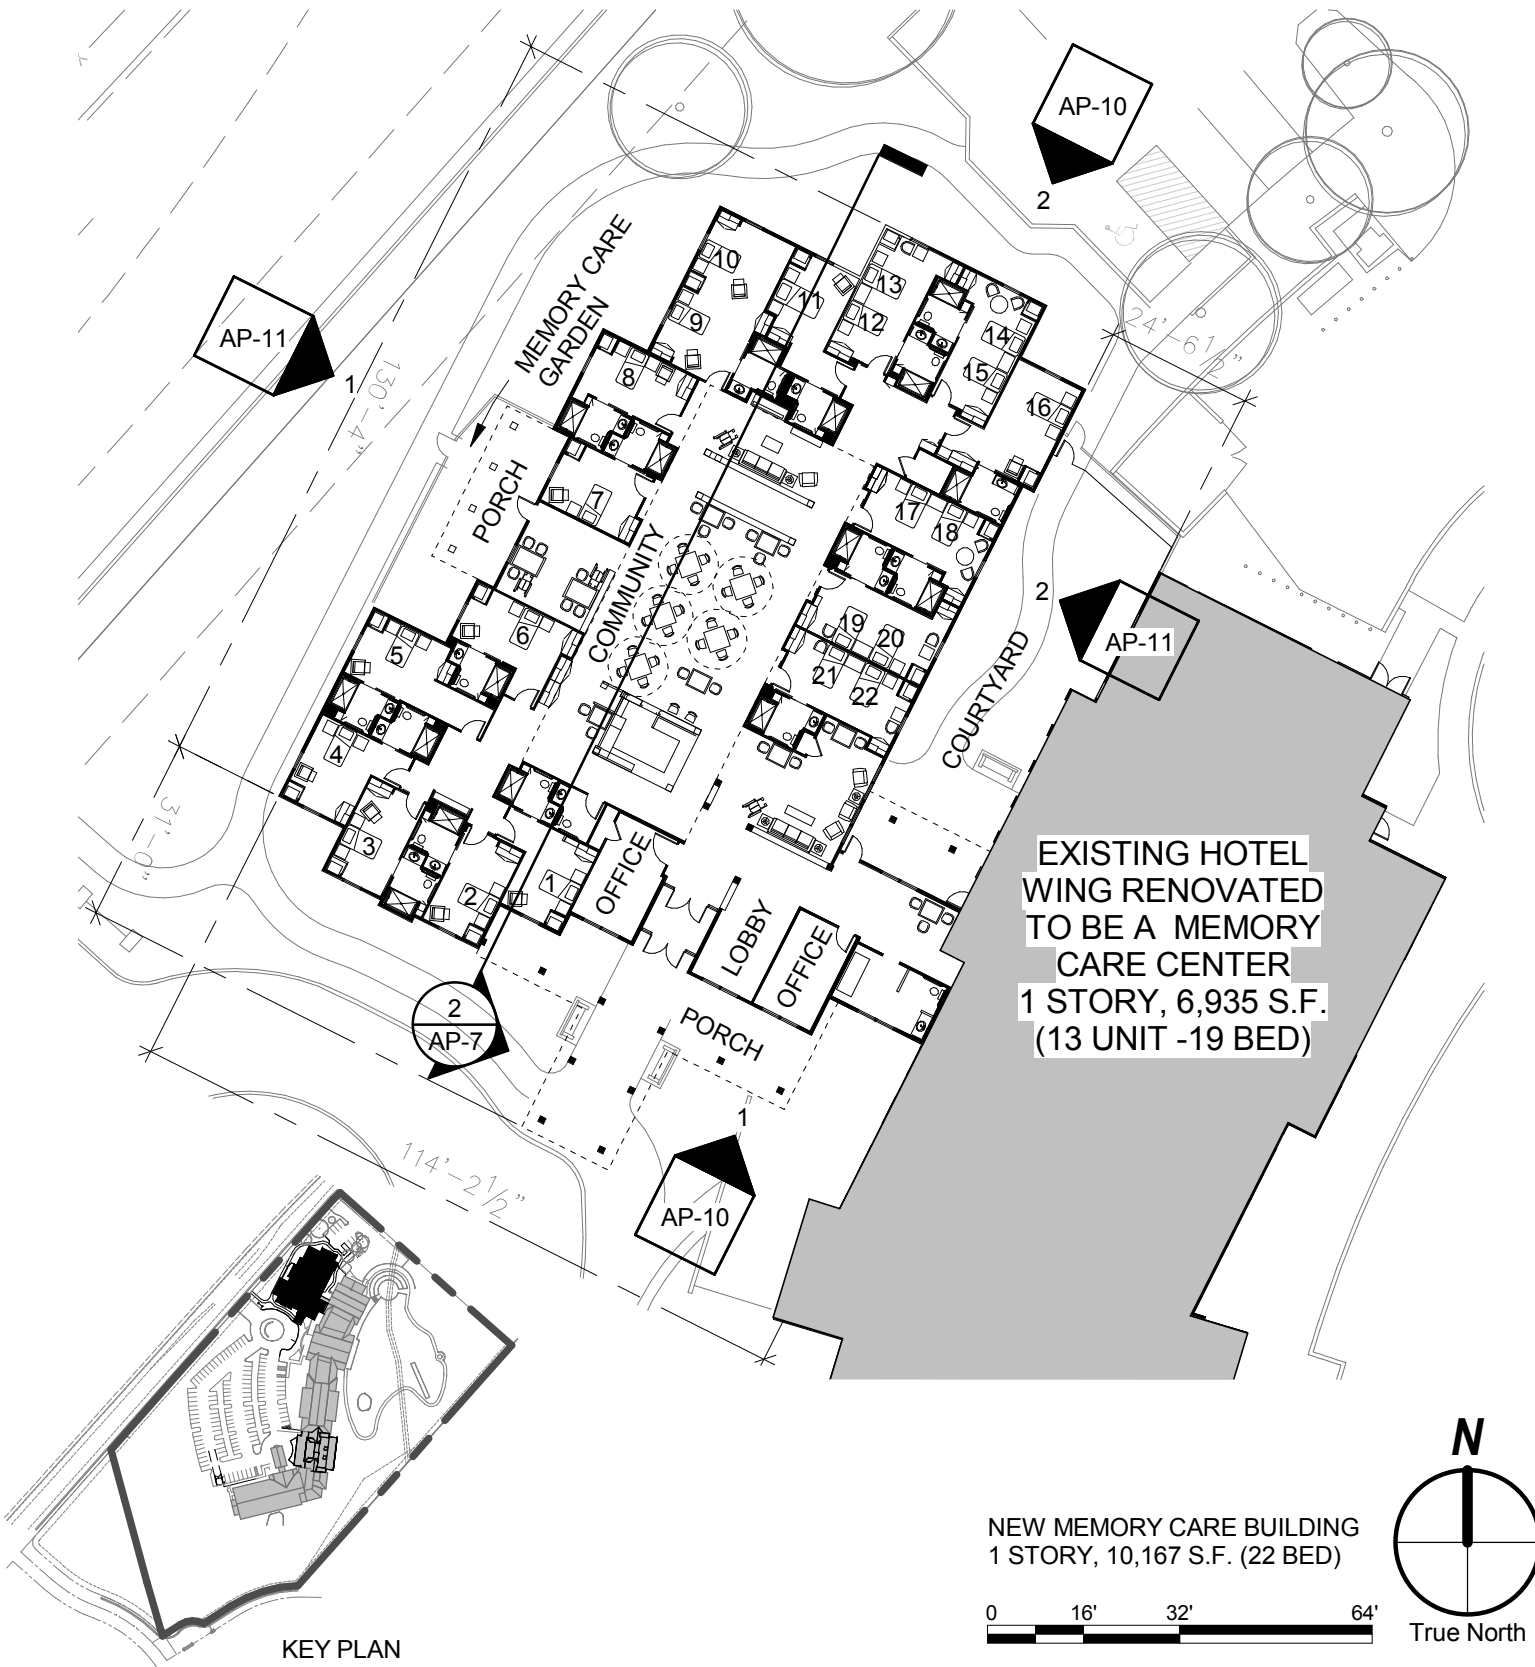 AP-10
2
AP-11
1
MEMORY CARE
GARDEN
24'-6 1/2"
130'-4"
10
11
13
9
12
14
8
15
16
PORCH
7
17
18
COMMUNITY
2
AP-11
6
19
20
5
21
22
COURTYARD
4
31'-0"
3
2
1
OFFICE
LOBBY
OFFICE
EXISTING HOTEL
WING RENOVATED
TO BE A MEMORY
CARE CENTER
1 STORY, 6,935 S.F.
(13 UNIT -19 BED)
2
AP-7
PORCH
1
AP-10
114'-2 1/2"
KEY PLAN
NEW MEMORY CARE BUILDING
1 STORY, 10,167 S.F. (22 BED)
0 16' 32' 64'
N
True North